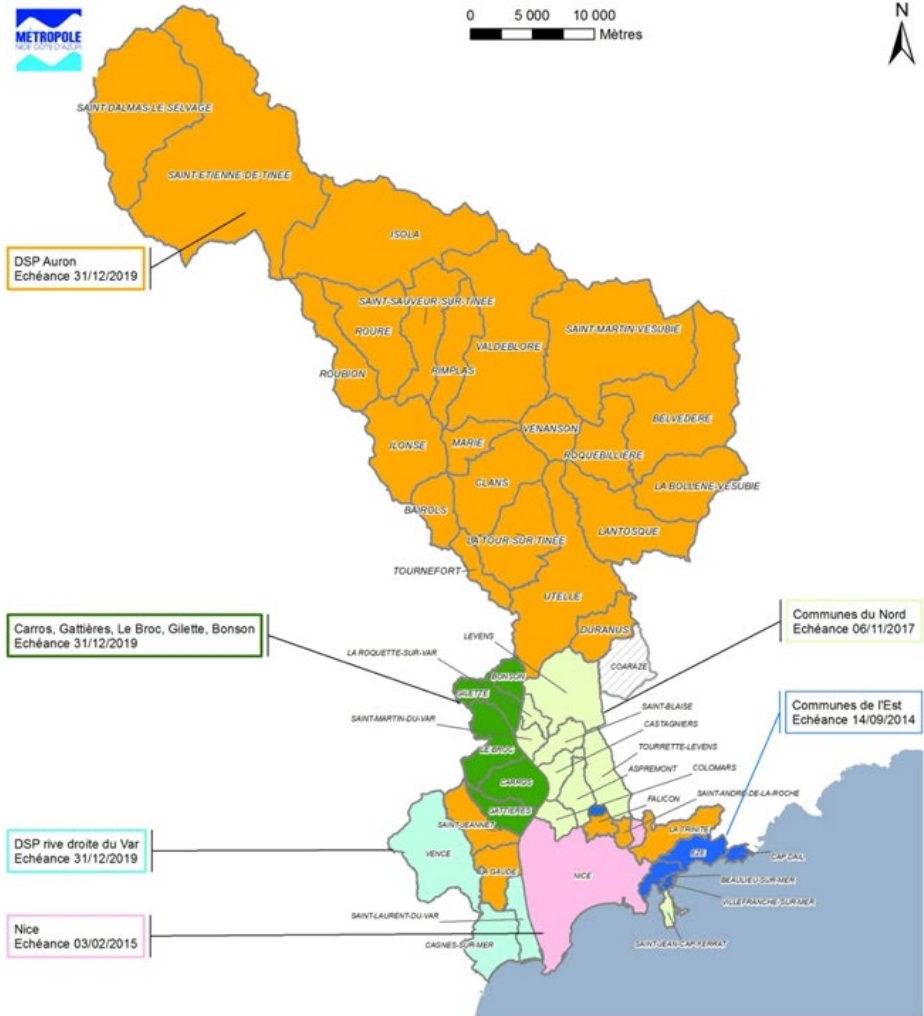 MÉTROPOLE
NICE CÔTE D'AZUR
0 5 000 10 000
Mètres
N
SAINT-DALMAS-LE-SELVAGE
SAINT-ETIENNE-DE-TINEE
ISOLA
DSP Auron
Echéance 31/12/2019
SAINT-SAUVEUR-SUR-TINEE
SAINT-MARTIN-VESUBIE
ROURE
VALDEBLORE
ROUBION
RIMPLAS
BELVEDERE
VENANSON
ILONSE
MARIE
ROQUEBILLIERE
CLANS
LA BOLLENE-VESUBIE
BAIROLS
LANTOSQUE
LA TOUR-SUR-TINEE
TOURNEFORT
UTELLE
Carros, Gattières, Le Broc, Gilette, Bonson
Echéance 31/12/2019
Communes du Nord
Echéance 06/11/2017
DURANUS
LEVENS
LA ROQUETTE-SUR-VAR
COARAZE
BONSON
GILETTE
SAINT-BLAISE
Communes de l'Est
Echéance 14/09/2014
SAINT-MARTIN-DU-VAR
CASTAGNIERS
LE BROC
TOURRETTE-LEVENS
ASPREMONT
COLOMARS
CARROS
SAINT-ANDRE-DE-LA-ROCHE
FALICON
GATTIERES
SAINT-JEANNET
LA TRINITE
DSP rive droite du Var
Echéance 31/12/2019
VENCE
EZE
CAP D'AIL
LA GAUDE
NICE
BEAULIEU-SUR-MER
VILLEFRANCHE-SUR-MER
SAINT-LAURENT-DU-VAR
Nice
Echéance 03/02/2015
CAGNES-SUR-MER
SAINT-JEAN-CAP-FERRAT